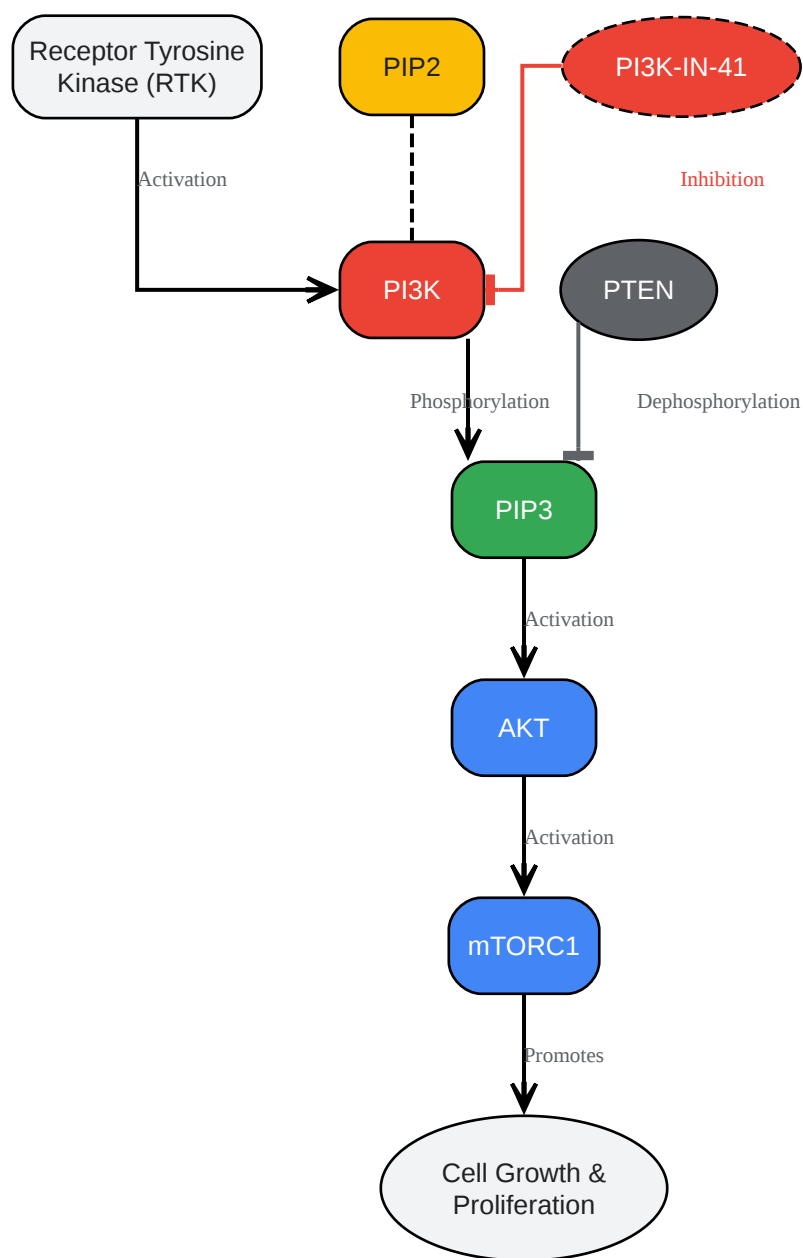 Receptor Tyrosine
Kinase (RTK)
PIP2
PI3K-IN-41
Activation
Inhibition
PI3K
PTEN
Phosphorylation
Dephosphorylation
PIP3
Activation
AKT
Activation
mTORC1
Promotes
Cell Growth &
Proliferation